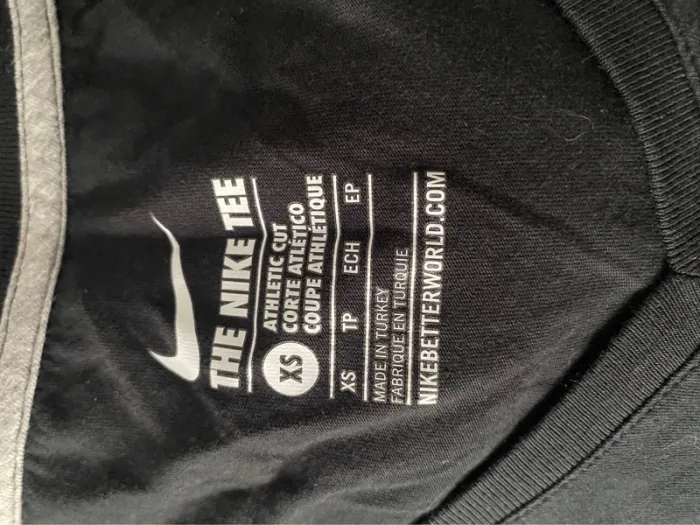 THE NIKE TEE
XS
ATHLETIC CUT
CORTE ATLÉTICO
COUPE ATHLÉTIQUE
XS TP ECH EP
MADE IN TURKEY
FABRIQUE EN TURQUIE
NIKEBETTERWORLD.COM